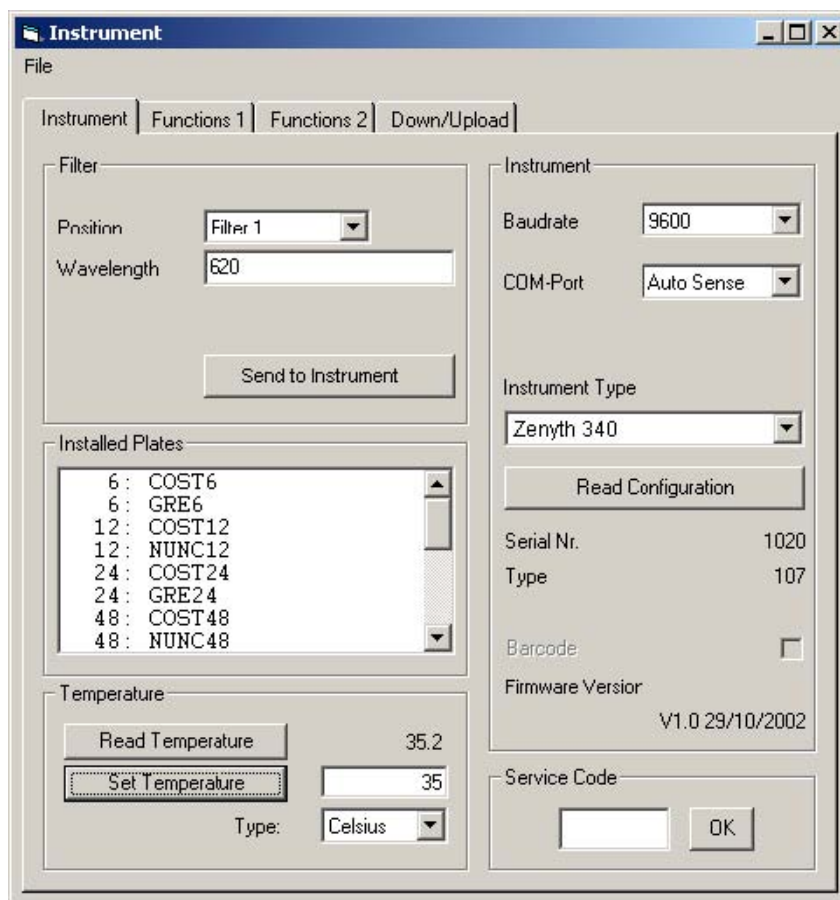 Instrument
File
Instrument Functions 1 Functions 2 Down/Upload
Filter
Position Filter 1
Wavelength 620
Send to Instrument
Installed Plates
6: COST6
6: GRE6
12: COST12
12: NUNC12
24: COST24
24: GRE24
48: COST48
48: NUNC48
Temperature
Read Temperature 35.2
Set Temperature 35
Type: Celsius
Instrument
Baudrate 9600
COM-Port Auto Sense
Instrument Type
Zenyth 340
Read Configuration
Serial Nr. 1020
Type 107
Barcode
Firmware Versior
V1.0 29/10/2002
Service Code
OK